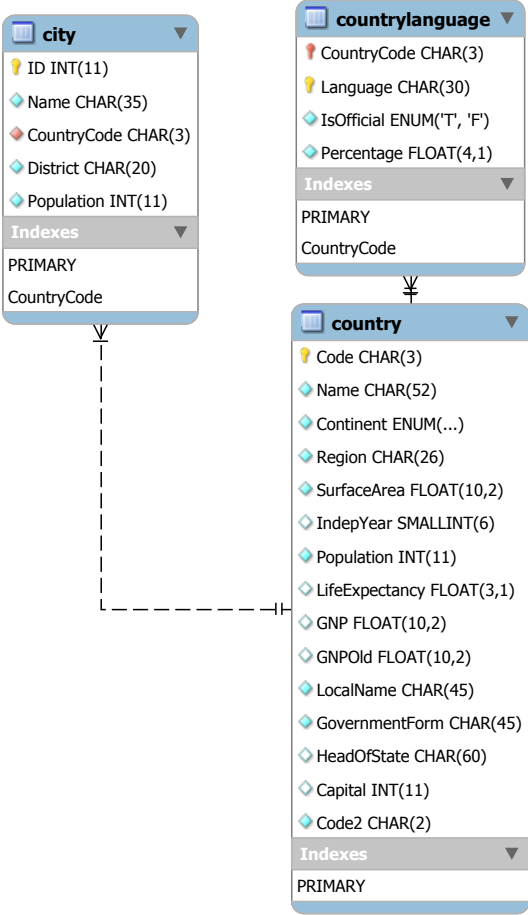 city
ID INT(11)
Name CHAR(35)
CountryCode CHAR(3)
District CHAR(20)
Population INT(11)
Indexes
PRIMARY
CountryCode
countrylanguage
CountryCode CHAR(3)
Language CHAR(30)
IsOfficial ENUM('T', 'F')
Percentage FLOAT(4,1)
Indexes
PRIMARY
CountryCode
country
Code CHAR(3)
Name CHAR(52)
Continent ENUM(...)
Region CHAR(26)
SurfaceArea FLOAT(10,2)
IndepYear SMALLINT(6)
Population INT(11)
LifeExpectancy FLOAT(3,1)
GNP FLOAT(10,2)
GNPOld FLOAT(10,2)
LocalName CHAR(45)
GovernmentForm CHAR(45)
HeadOfState CHAR(60)
Capital INT(11)
Code2 CHAR(2)
Indexes
PRIMARY